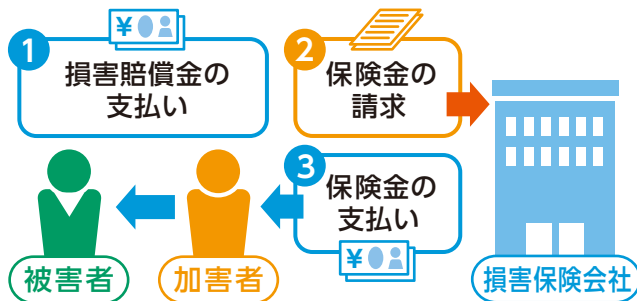 ¥
1
損害賠償金の
支払い
2
保険金の
請求
3
保険金の
支払い
¥
被害者
加害者
損害保険会社